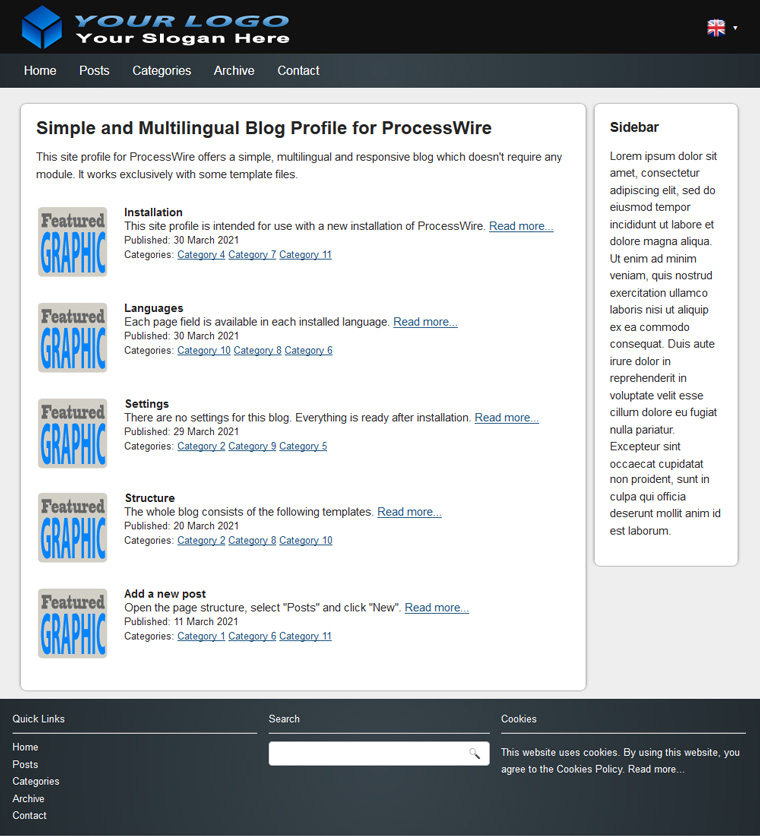 YOUR LOGO
Your Slogan Here
Home Posts Categories Archive Contact
Simple and Multilingual Blog Profile for ProcessWire
This site profile for ProcessWire offers a simple, multilingual and responsive blog which doesn't require any
module. It works exclusively with some template files.
Featured
GRAPHIC
Installation
This site profile is intended for use with a new installation of ProcessWire. Read more...
Published: 30 March 2021
Categories: Category 4 Category 7 Category 11
Featured
GRAPHIC
Languages
Each page field is available in each installed language. Read more...
Published: 30 March 2021
Categories: Category 10 Category 8 Category 6
Featured
GRAPHIC
Settings
There are no settings for this blog. Everything is ready after installation. Read more...
Published: 29 March 2021
Categories: Category 2 Category 9 Category 5
Featured
GRAPHIC
Structure
The whole blog consists of the following templates. Read more...
Published: 20 March 2021
Categories: Category 2 Category 8 Category 10
Featured
GRAPHIC
Add a new post
Open the page structure, select "Posts" and click "New". Read more...
Published: 11 March 2021
Categories: Category 1 Category 6 Category 11
Sidebar
Lorem ipsum dolor sit
amet, consectetur
adipiscing elit, sed do
eiusmod tempor
incididunt ut labore et
dolore magna aliqua.
Ut enim ad minim
veniam, quis nostrud
exercitation ullamco
laboris nisi ut aliquip
ex ea commodo
consequat. Duis aute
irure dolor in
reprehenderit in
voluptate velit esse
cillum dolore eu fugiat
nulla pariatur.
Excepteur sint
occaecat cupidatat
non proident, sunt in
culpa qui officia
deserunt mollit anim id
est laborum.
Quick Links
Home
Posts
Categories
Archive
Contact
Search
Cookies
This website uses cookies. By using this website, you
agree to the Cookies Policy. Read more...